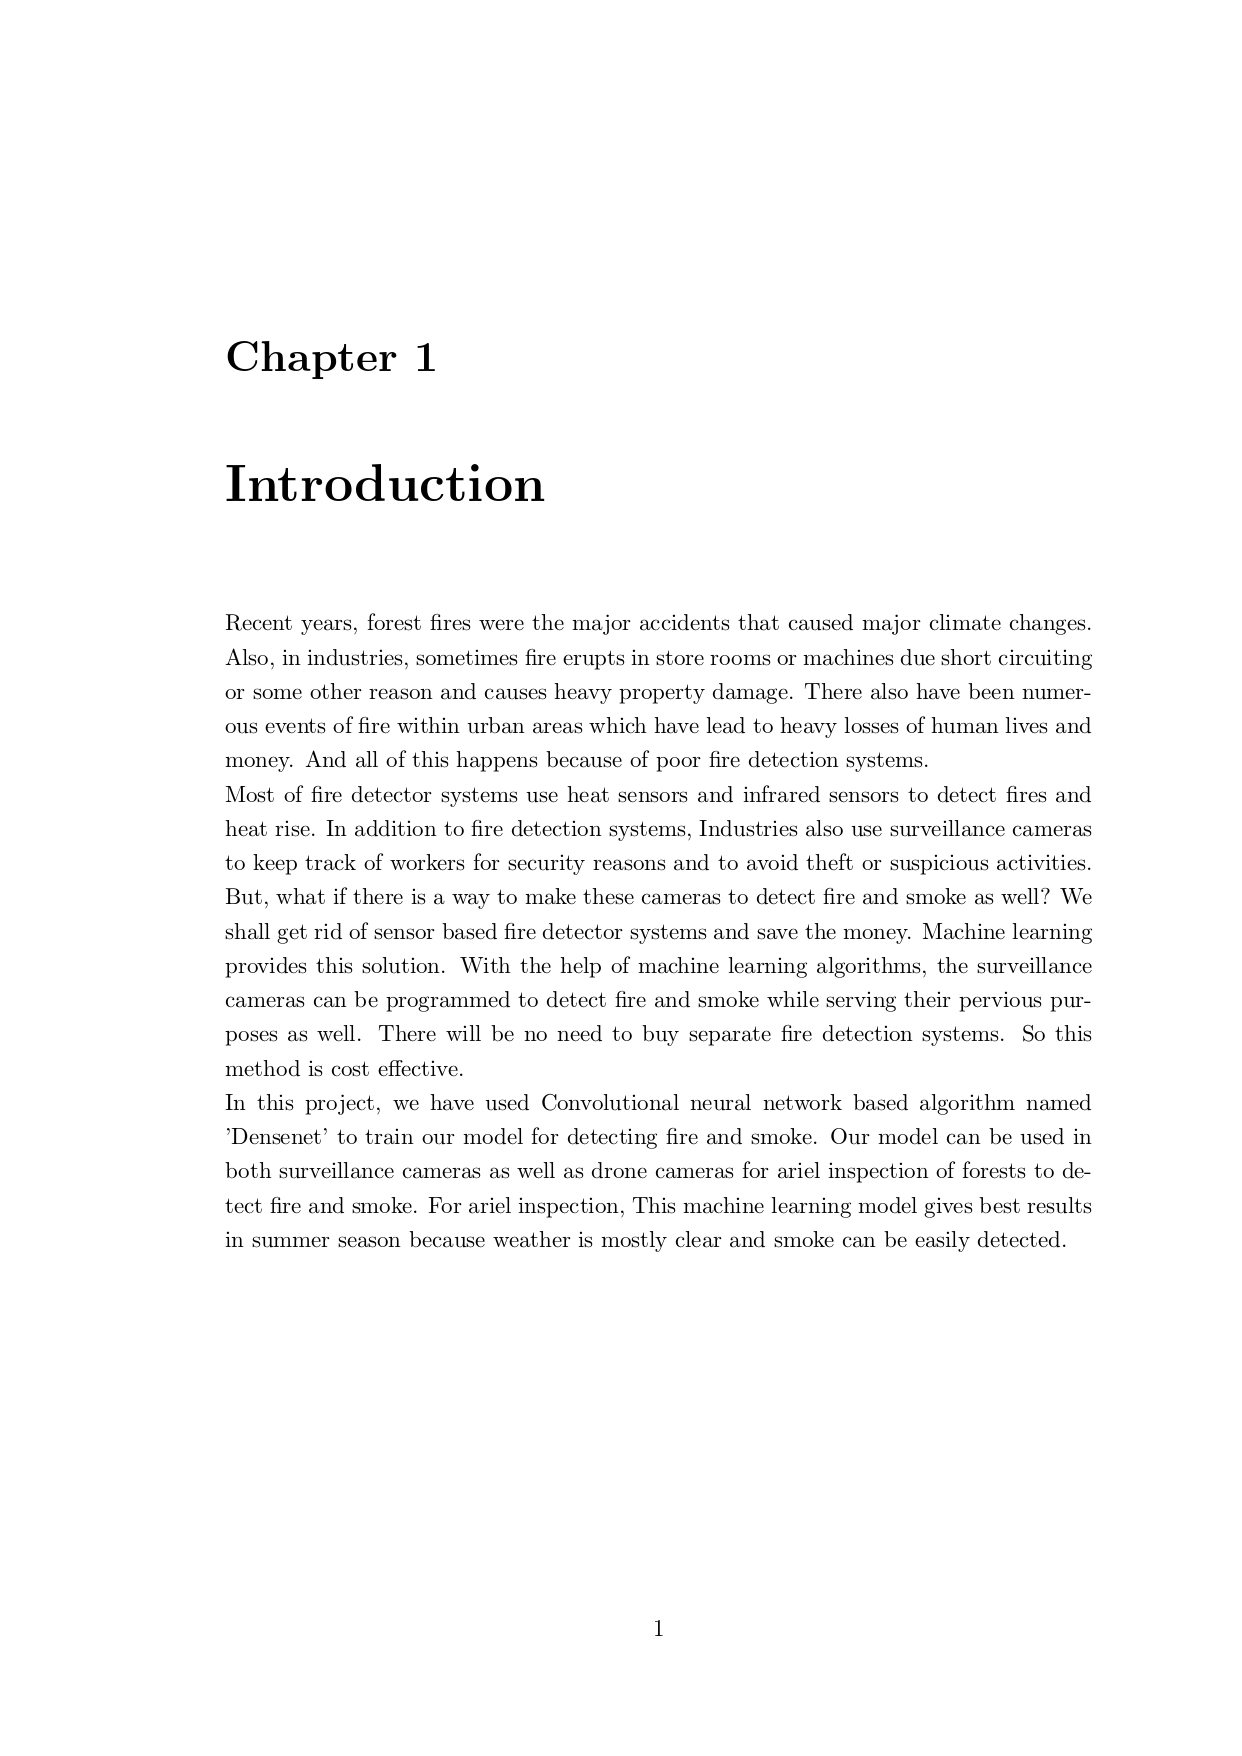 Chapter 1
Introduction
Recent years, forest fires were the major accidents that caused major climate changes.
Also, in industries, sometimes fire erupts in store rooms or machines due short circuiting
or some other reason and causes heavy property damage. There also have been numer-
ous events of fire within urban areas which have lead to heavy losses of human lives and
money. And all of this happens because of poor fire detection systems.
Most of fire detector systems use heat sensors and infrared sensors to detect fires and
heat rise. In addition to fire detection systems, Industries also use surveillance cameras
to keep track of workers for security reasons and to avoid theft or suspicious activities.
But, what if there is a way to make these cameras to detect fire and smoke as well? We
shall get rid of sensor based fire detector systems and save the money. Machine learning
provides this solution. With the help of machine learning algorithms, the surveillance
cameras can be programmed to detect fire and smoke while serving their pervious pur-
poses as well. There will be no need to buy separate fire detection systems. So this
method is cost effective.
In this project, we have used Convolutional neural network based algorithm named
’Densenet’ to train our model for detecting fire and smoke. Our model can be used in
both surveillance cameras as well as drone cameras for ariel inspection of forests to de-
tect fire and smoke. For ariel inspection, This machine learning model gives best results
in summer season because weather is mostly clear and smoke can be easily detected.
1